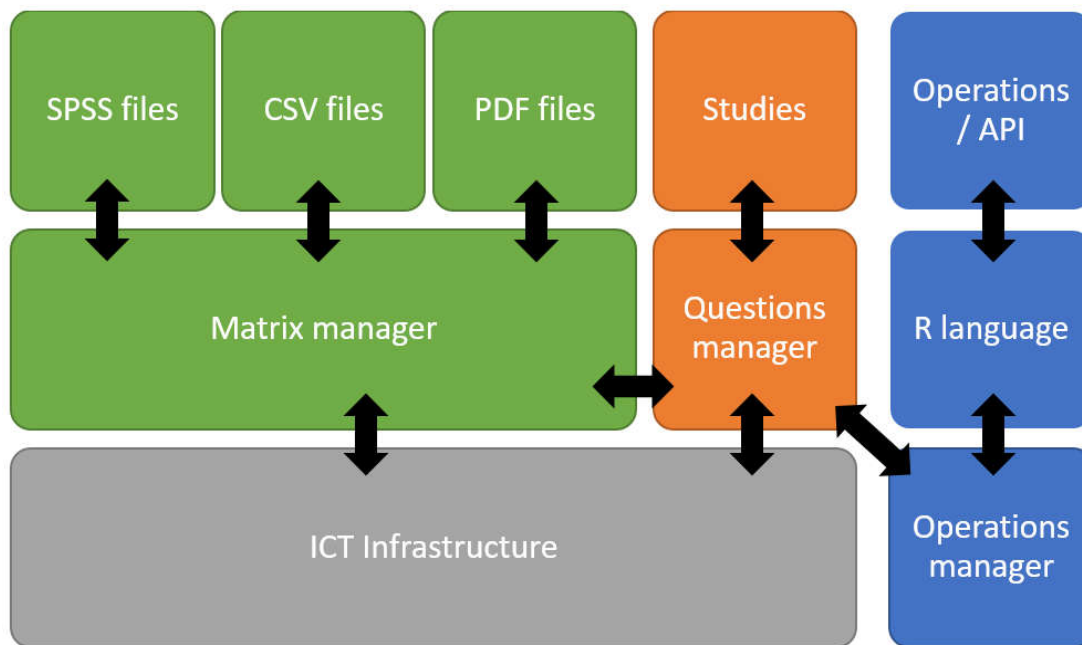 SPSS files
CSV files
PDF files
Studies
Operations
/ API
Matrix manager
Questions
manager
R language
ICT Infrastructure
Operations
manager